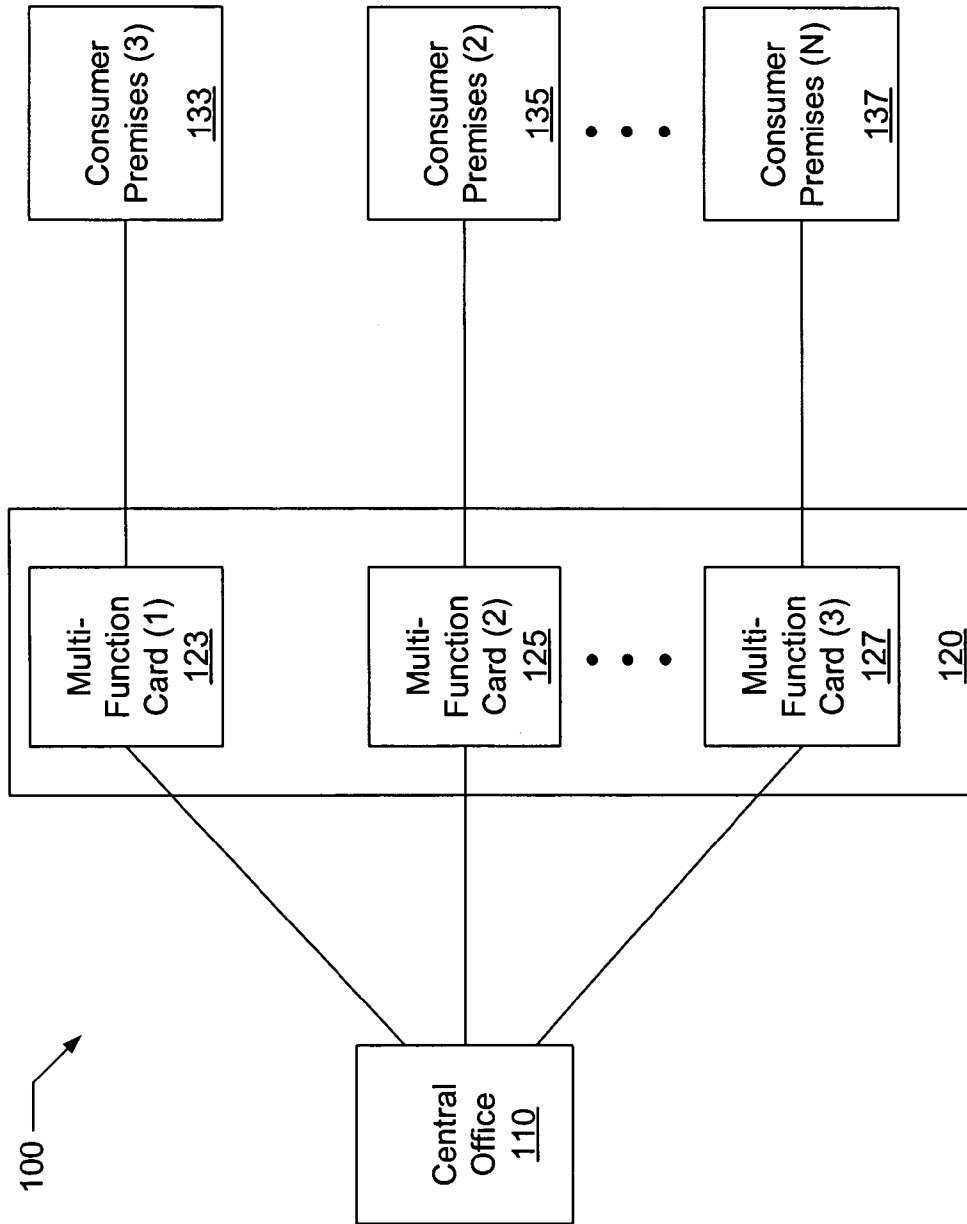 100
Central
Office
110
Multi-
Function
Card (1)
123
Multi-
Function
Card (2)
125
Multi-
Function
Card (3)
127
120
Consumer
Premises (3)
133
Consumer
Premises (2)
135
Consumer
Premises (N)
137